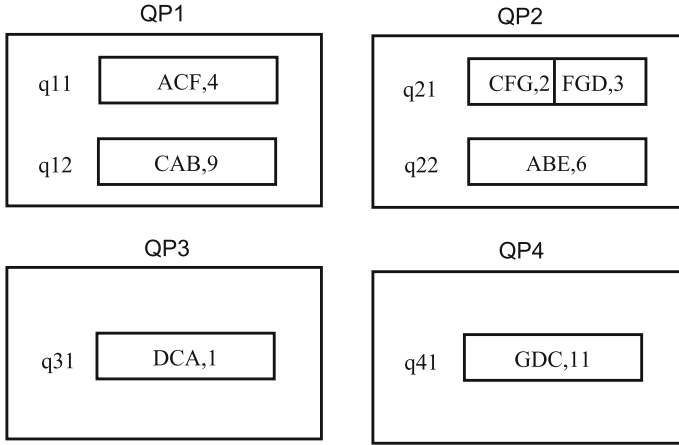 QP1
q11 ACF,4
q12 CAB,9
QP2
q21 CFG,2 FGD,3
q22 ABE,6
QP3
q31 DCA,1
QP4
q41 GDC,11